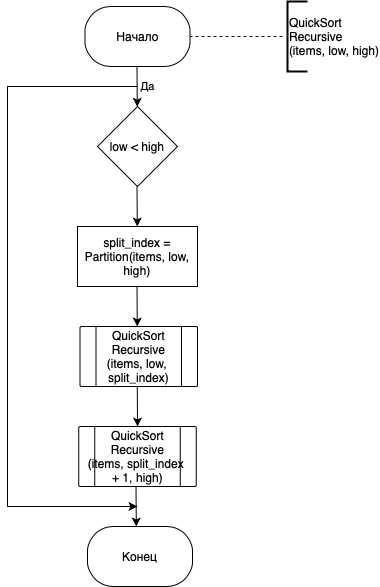 Начало
QuickSort
Recursive
(items, low, high)
Да
low < high
split_index =
Partition(items, low,
high)
QuickSort
Recursive
(items, low,
split_index)
QuickSort
Recursive
(items, split_index
+ 1, high)
Конец